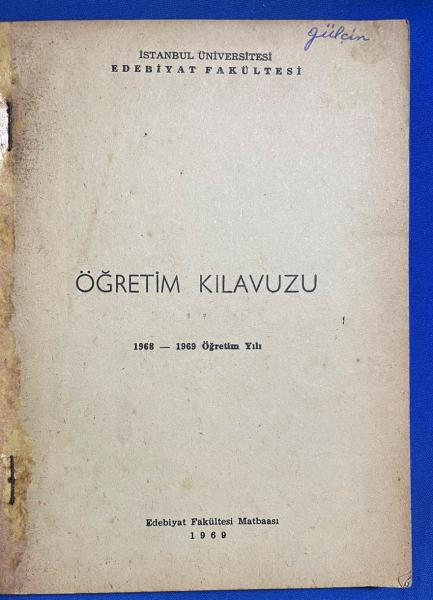 gülçin
İSTANBUL ÜNİVERSİTESİ
EDEBİYAT FAKÜLTESİ
ÖĞRETİM KILAVUZU
1968 — 1969 Öğretim Yılı
Edebiyat Fakültesi Matbaası
1969